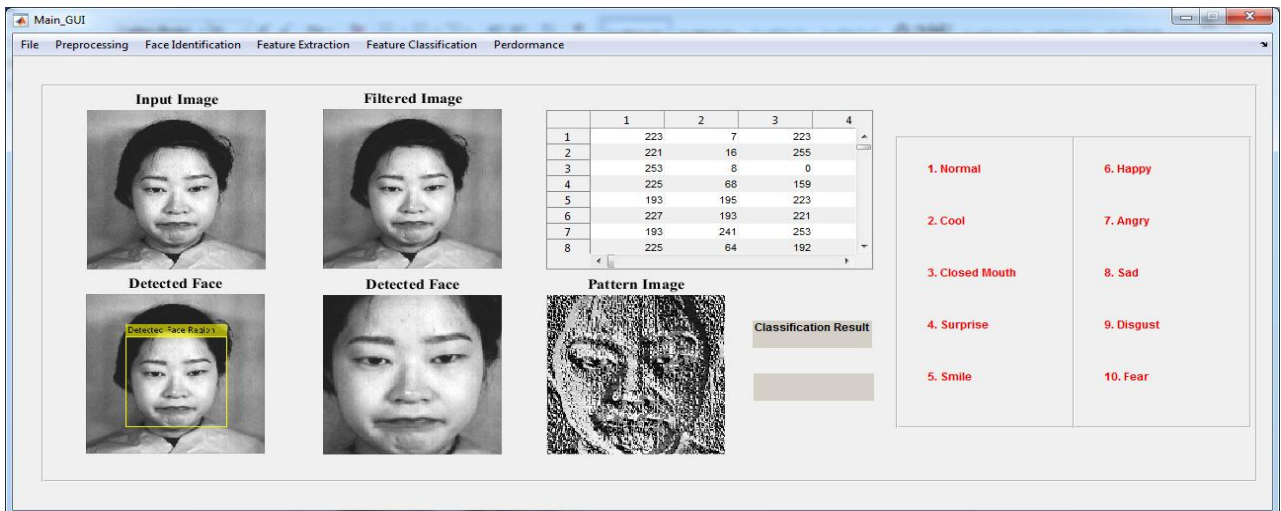 Main_GUI
File Preprocessing Face Identification Feature Extraction Feature Classification Perdormance
Input Image
Filtered Image
1 2 3 4
1 223 7 223
2 221 16 255
3 253 8 0
4 225 68 159
5 193 195 223
6 227 193 221
7 193 241 253
8 225 64 192
Detected Face
Detected Face Region
Detected Face
Pattern Image
Classification Result
1. Normal
2. Cool
3. Closed Mouth
4. Surprise
5. Smile
6. Happy
7. Angry
8. Sad
9. Disgust
10. Fear